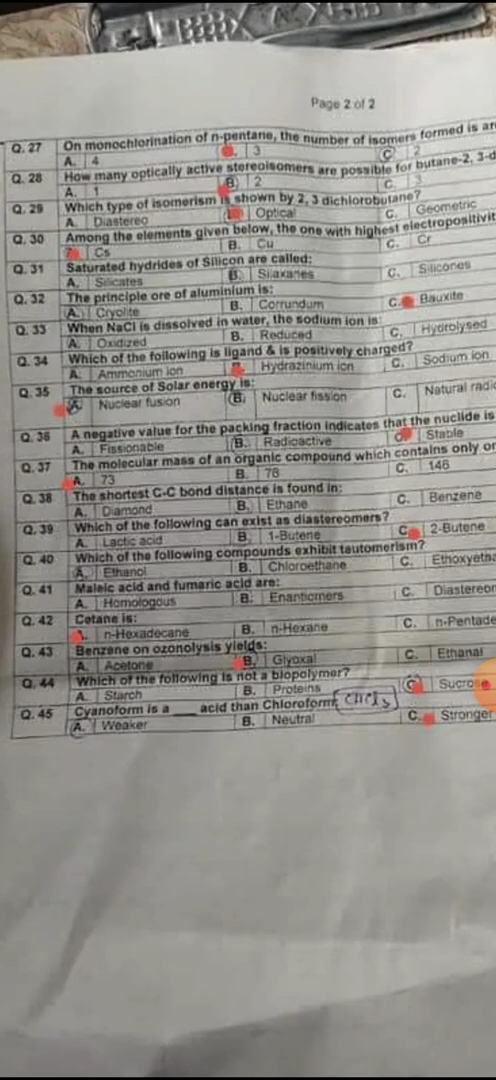 Page 2 of 2
Q. 27 On monochlorination of n-pentane, the number of isomers formed is are
A. 4 B. 3 C 2
Q. 28 How many optically active stereoisomers are possible for butane-2, 3-d
A. 1 B) 2 C. 3
Q. 29 Which type of isomerism is shown by 2, 3 dichlorobutane?
A. Diastereo Optical C. Geometric
Q. 30 Among the elements given below, the one with highest electropositivit
Cs B. Cu C. Cr
Q. 31 Saturated hydrides of Silicon are called:
A. Silicates B. Silaxanes C. Silicones
Q. 32 The principle ore of aluminium is:
A. Cryolite B. Corrundum C. Bauxite
Q. 33 When NaCl is dissolved in water, the sodium ion is:
A. Oxidized B. Reduced C. Hydrolysed
Q. 34 Which of the following is ligand & is positively charged?
A. Ammonium ion Hydrazinium ion C. Sodium ion
Q. 35 The source of Solar energy is:
A Nuclear fusion B. Nuclear fission C. Natural radio
Q. 36 A negative value for the packing fraction indicates that the nuclide is
A. Fissionable B. Radioactive C Stable
Q. 37 The molecular mass of an organic compound which contains only on
A. 73 B. 76 C. 146
Q. 38 The shortest C-C bond distance is found in:
A. Diamond B. Ethane C. Benzene
Q. 39 Which of the following can exist as diastereomers?
A. Lactic acid B. 1-Butene C. 2-Butene
Q. 40 Which of the following compounds exhibit tautomerism?
A. Ethanol B. Chloroethane C. Ethoxyetha
Q. 41 Maleic acid and fumaric acid are:
A. Homologous B. Enantiomers C. Diastereon
Q. 42 Cetane is:
A. n-Hexadecane B. n-Hexane C. n-Pentade
Q. 43 Benzene on ozonolysis yields:
A. Acetone B. Glyoxal C. Ethanal
Q. 44 Which of the following is not a biopolymer?
A. Starch B. Proteins C Sucrose
Q. 45 Cyanoform is a ___ acid than Chloroform CHCl3
A. Weaker B. Neutral C. Stronger